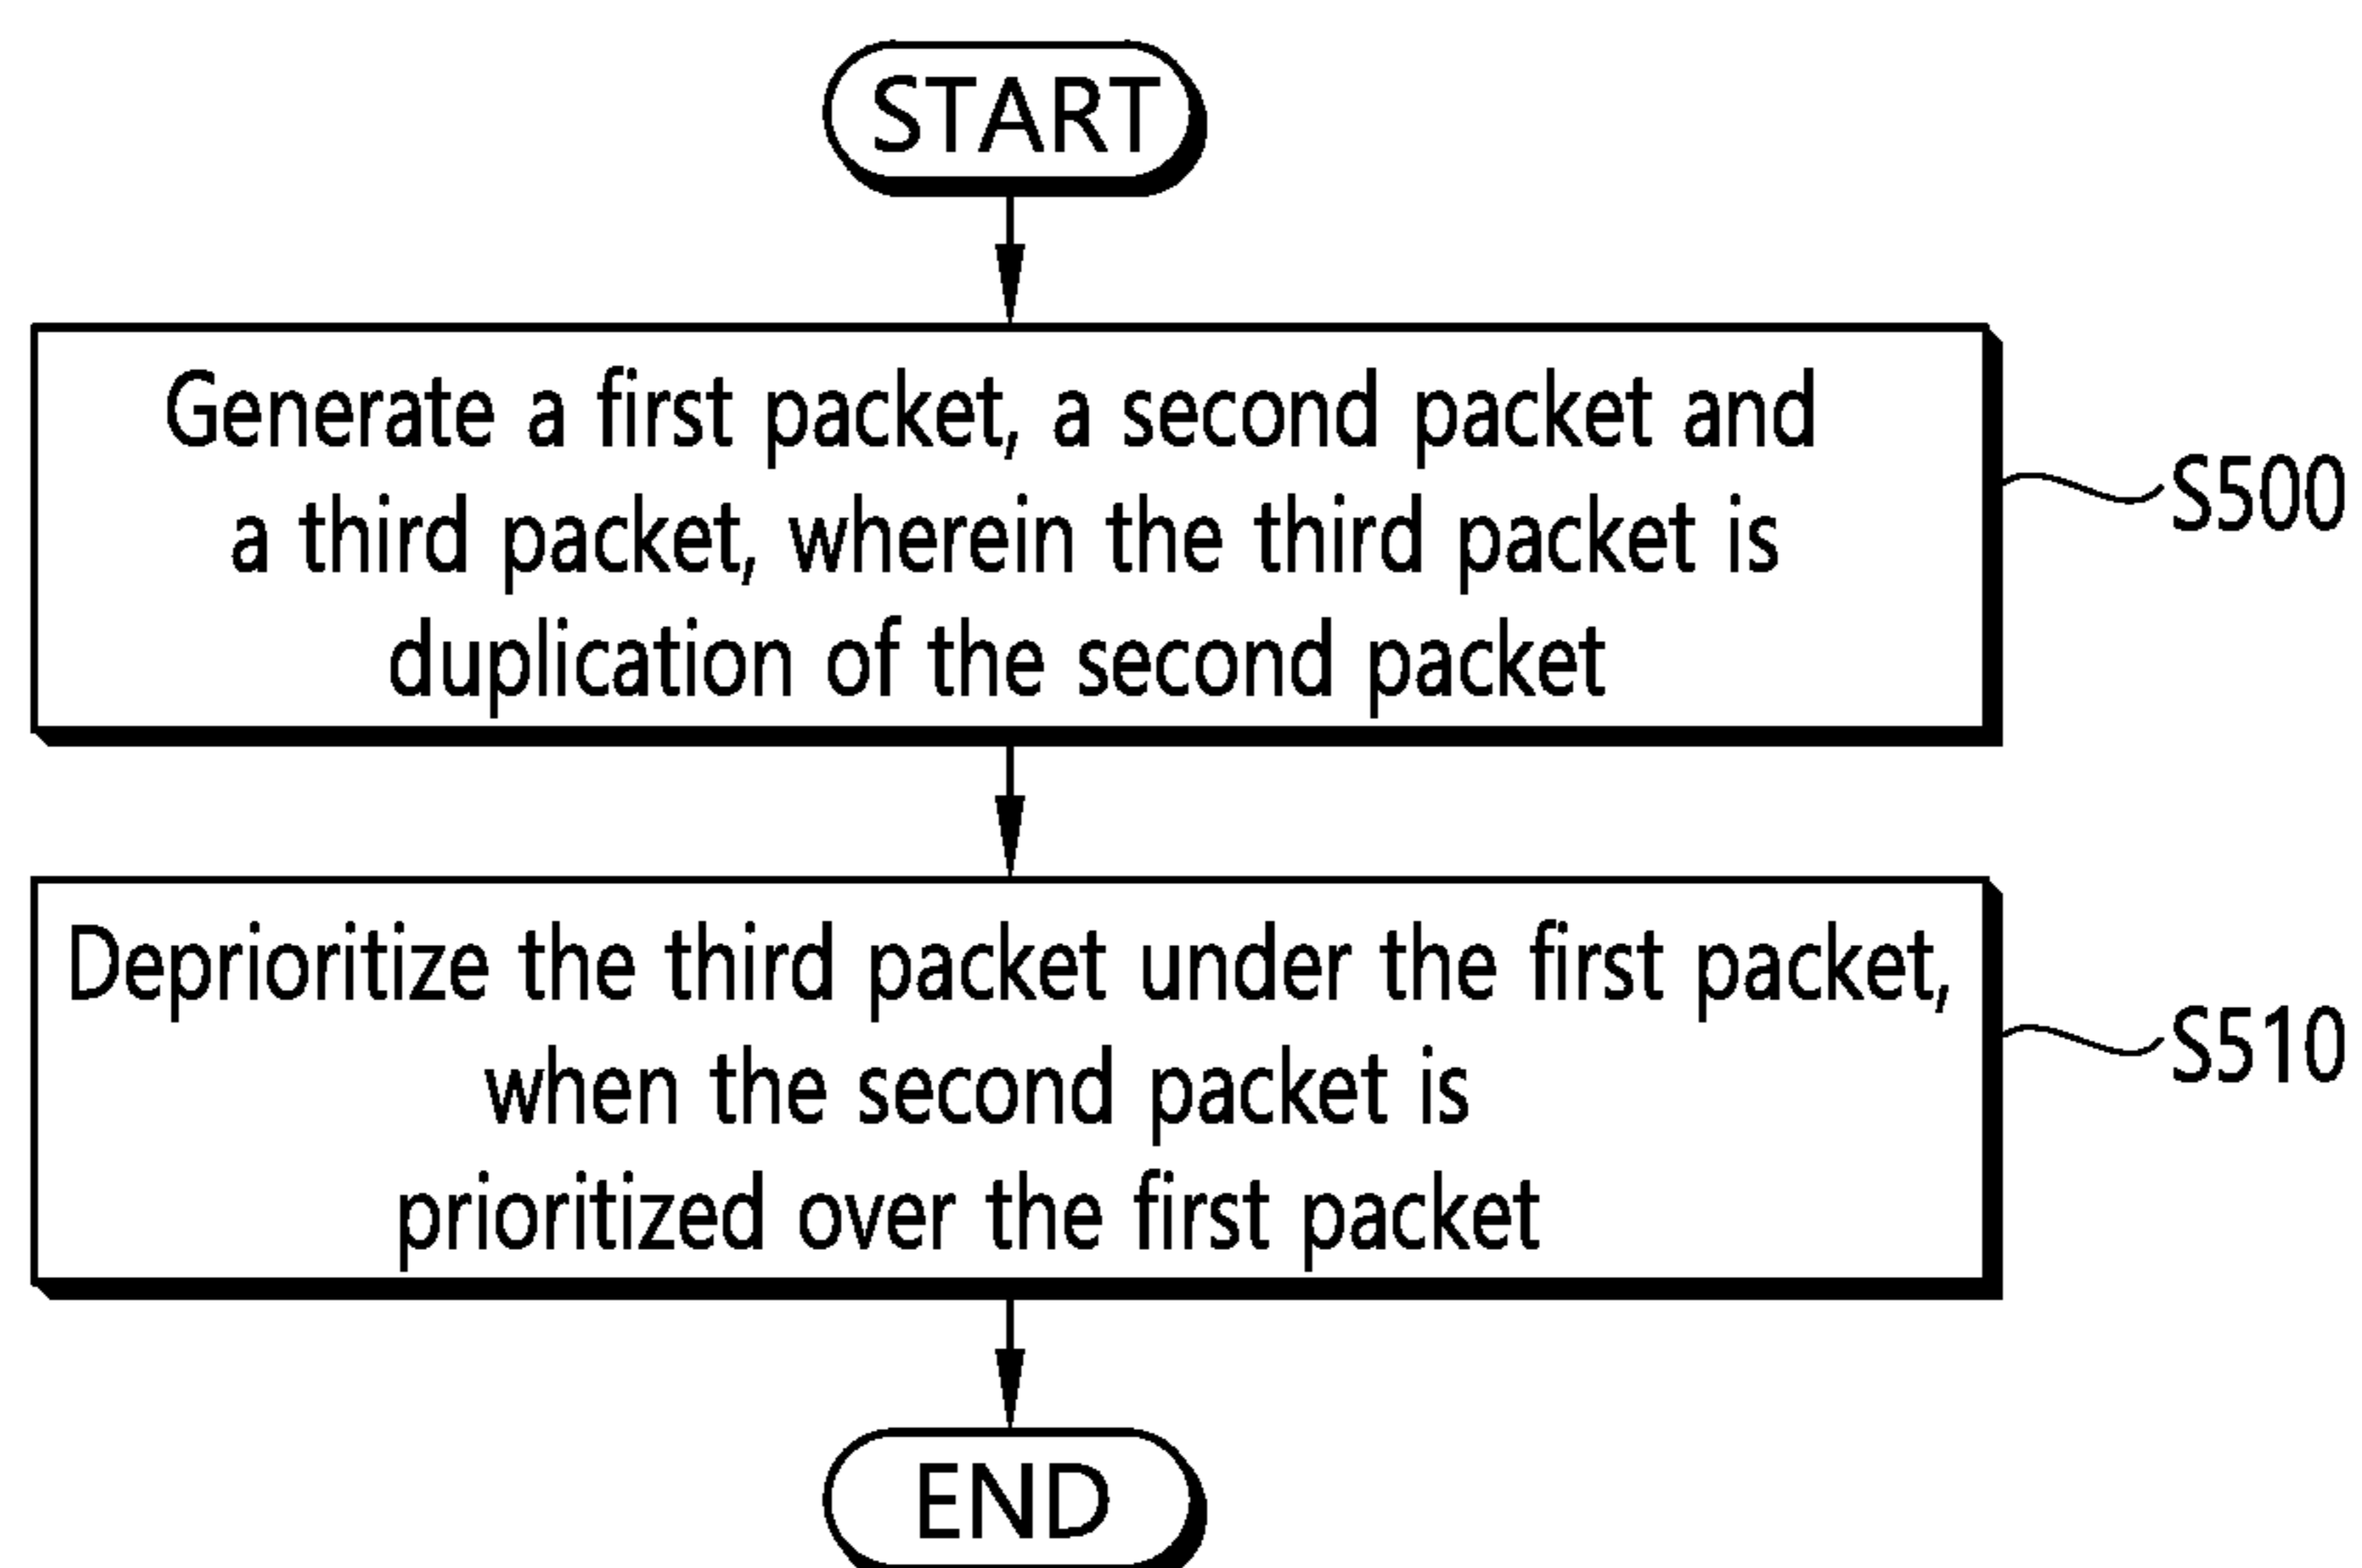 START
Generate a first packet, a second packet and
a third packet, wherein the third packet is
duplication of the second packet
S500
Deprioritize the third packet under the first packet,
when the second packet is
prioritized over the first packet
S510
END